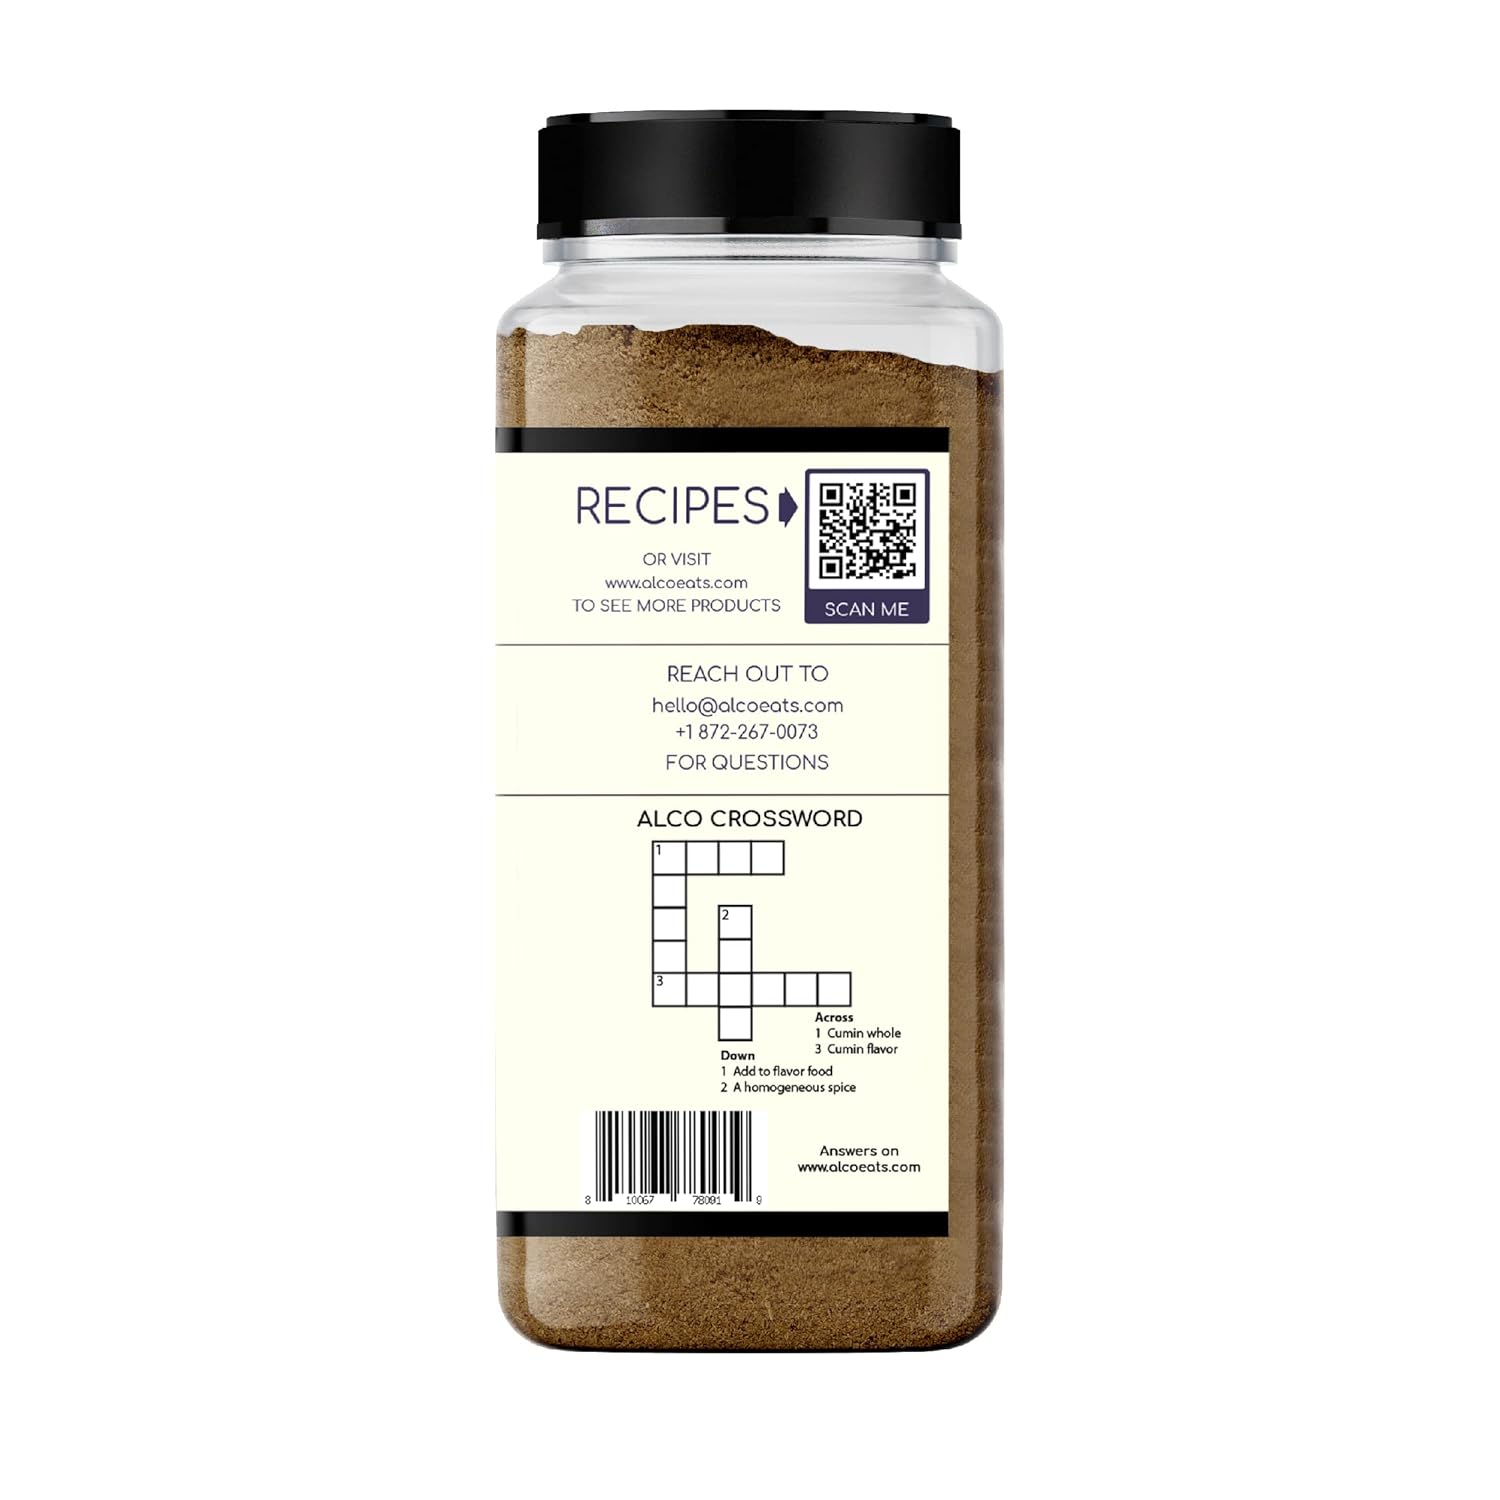 RECIPES
OR VISIT
www.alcoeats.com
TO SEE MORE PRODUCTS
SCAN ME
REACH OUT TO
hello@alcoeats.com
+1 872-267-0073
FOR QUESTIONS
ALCO CROSSWORD
1
2
3
Across
1 Cumin whole
3 Cumin flavor
Down
1 Add to flavor food
2 A homogeneous spice
Answers on
www.alcoeats.com
8 10067 78091 9